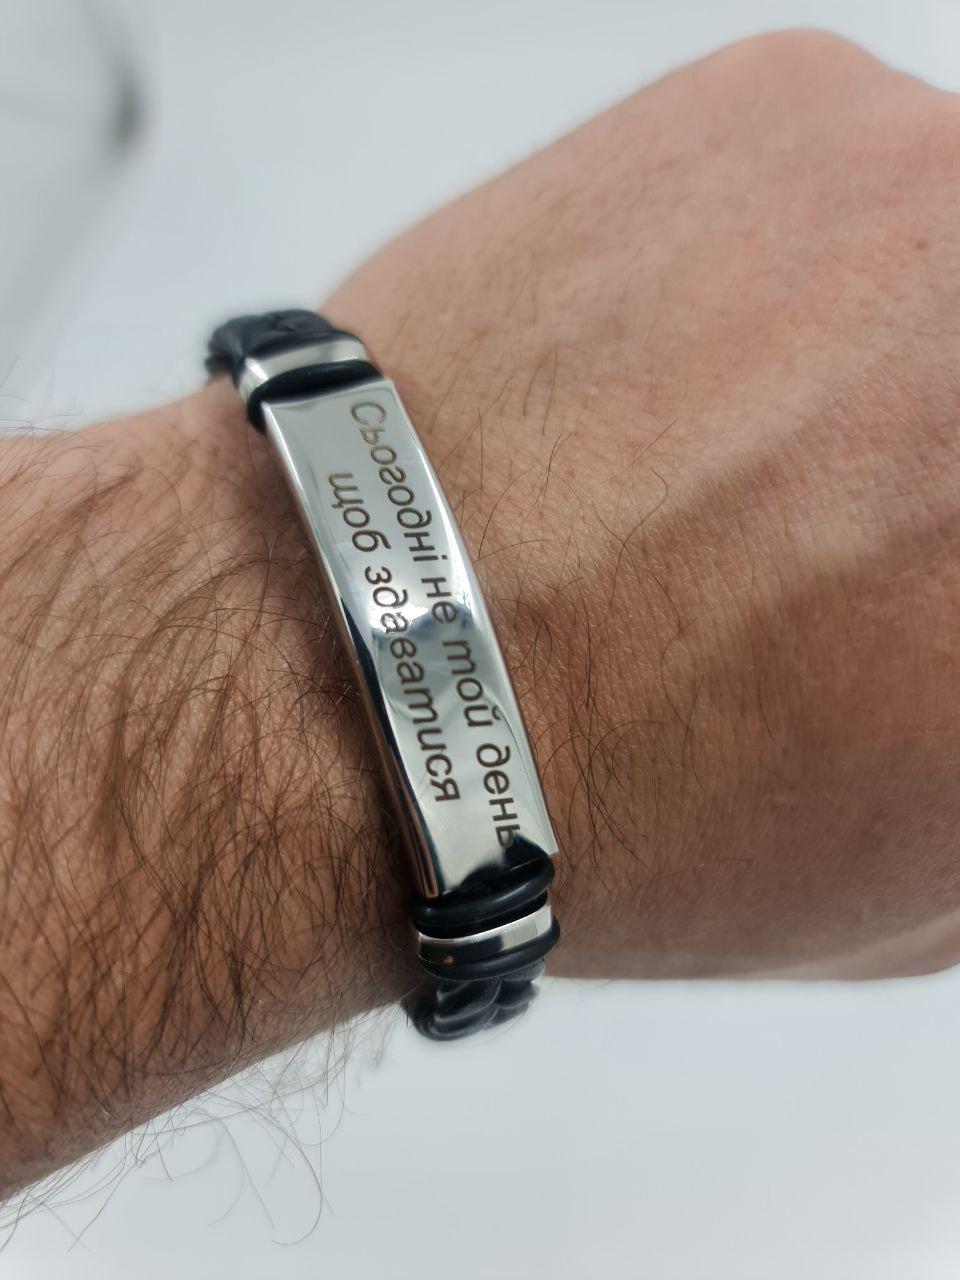 Сьогодні не той день
щоб здаватися